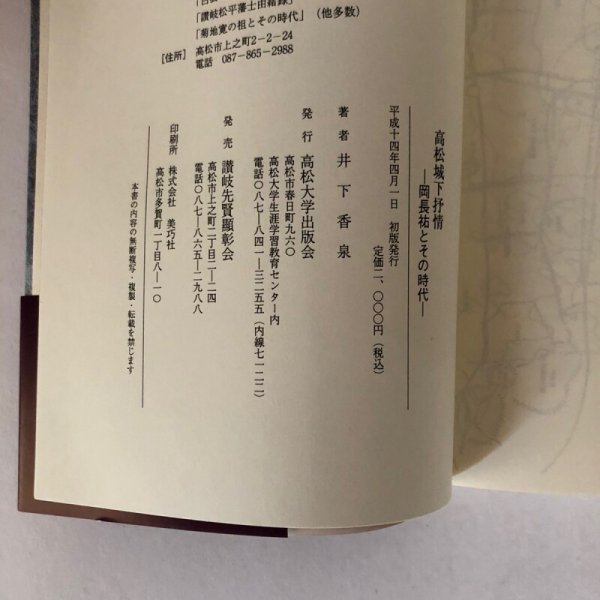 「讃岐松平藩士由緒録」
「菊地寛の祖とその時代」（他多数）
［住所］ 高松市上之町2－2－24
電話 087-865-2988
高松城下抒情
―岡長祐とその時代―
平成十四年四月一日 初版発行
定価二、〇〇〇円（税込）
著者 井下香泉
発行 高松大学出版会
高松市春日町九六〇
高松大学生涯学習教育センター内
電話〇八七―八四一―三二五五（内線七一二二）
発売 讃岐先賢顕彰会
高松市上之町二丁目二―二四
電話〇八七―八六五―二九八八
印刷所 株式会社 美巧社
高松市多賀町一丁目八―一〇
本書の内容の無断複写・複製・転載を禁じます